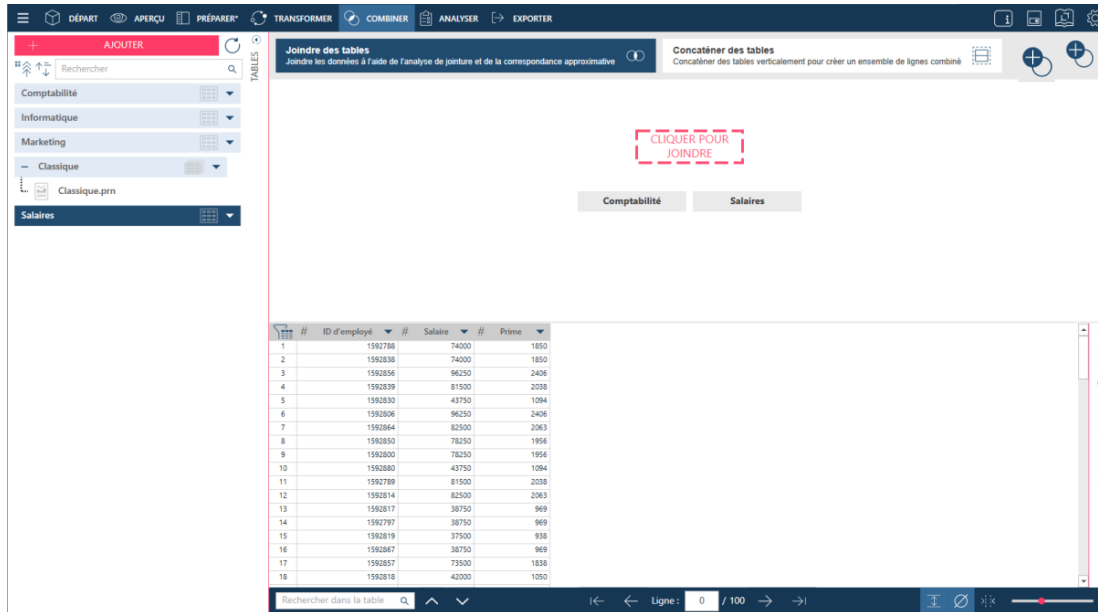 DÉPART APERÇU PRÉPARER* TRANSFORMER COMBINER ANALYSER EXPORTER
AJOUTER
Rechercher
TABLES
Comptabilité
Informatique
Marketing
Classique
Classique.prn
Salaires
Joindre des tables
Joindre les données à l'aide de l'analyse de jointure et de la correspondance approximative
Concaténer des tables
Concaténer des tables verticalement pour créer un ensemble de lignes combiné
CLIQUER POUR
JOINDRE
Comptabilité Salaires
# ID d'employé # Salaire # Prime
1 1592788 74000 1850
2 1592838 74000 1850
3 1592856 96250 2406
4 1592839 81500 2038
5 1592830 43750 1094
6 1592806 96250 2406
7 1592864 82500 2063
8 1592850 78250 1956
9 1592800 78250 1956
10 1592880 43750 1094
11 1592789 81500 2038
12 1592814 82500 2063
13 1592817 38750 969
14 1592797 38750 969
15 1592819 37500 938
16 1592867 38750 969
17 1592857 73500 1838
18 1592818 42000 1050
Rechercher dans la table Ligne : 0 / 100